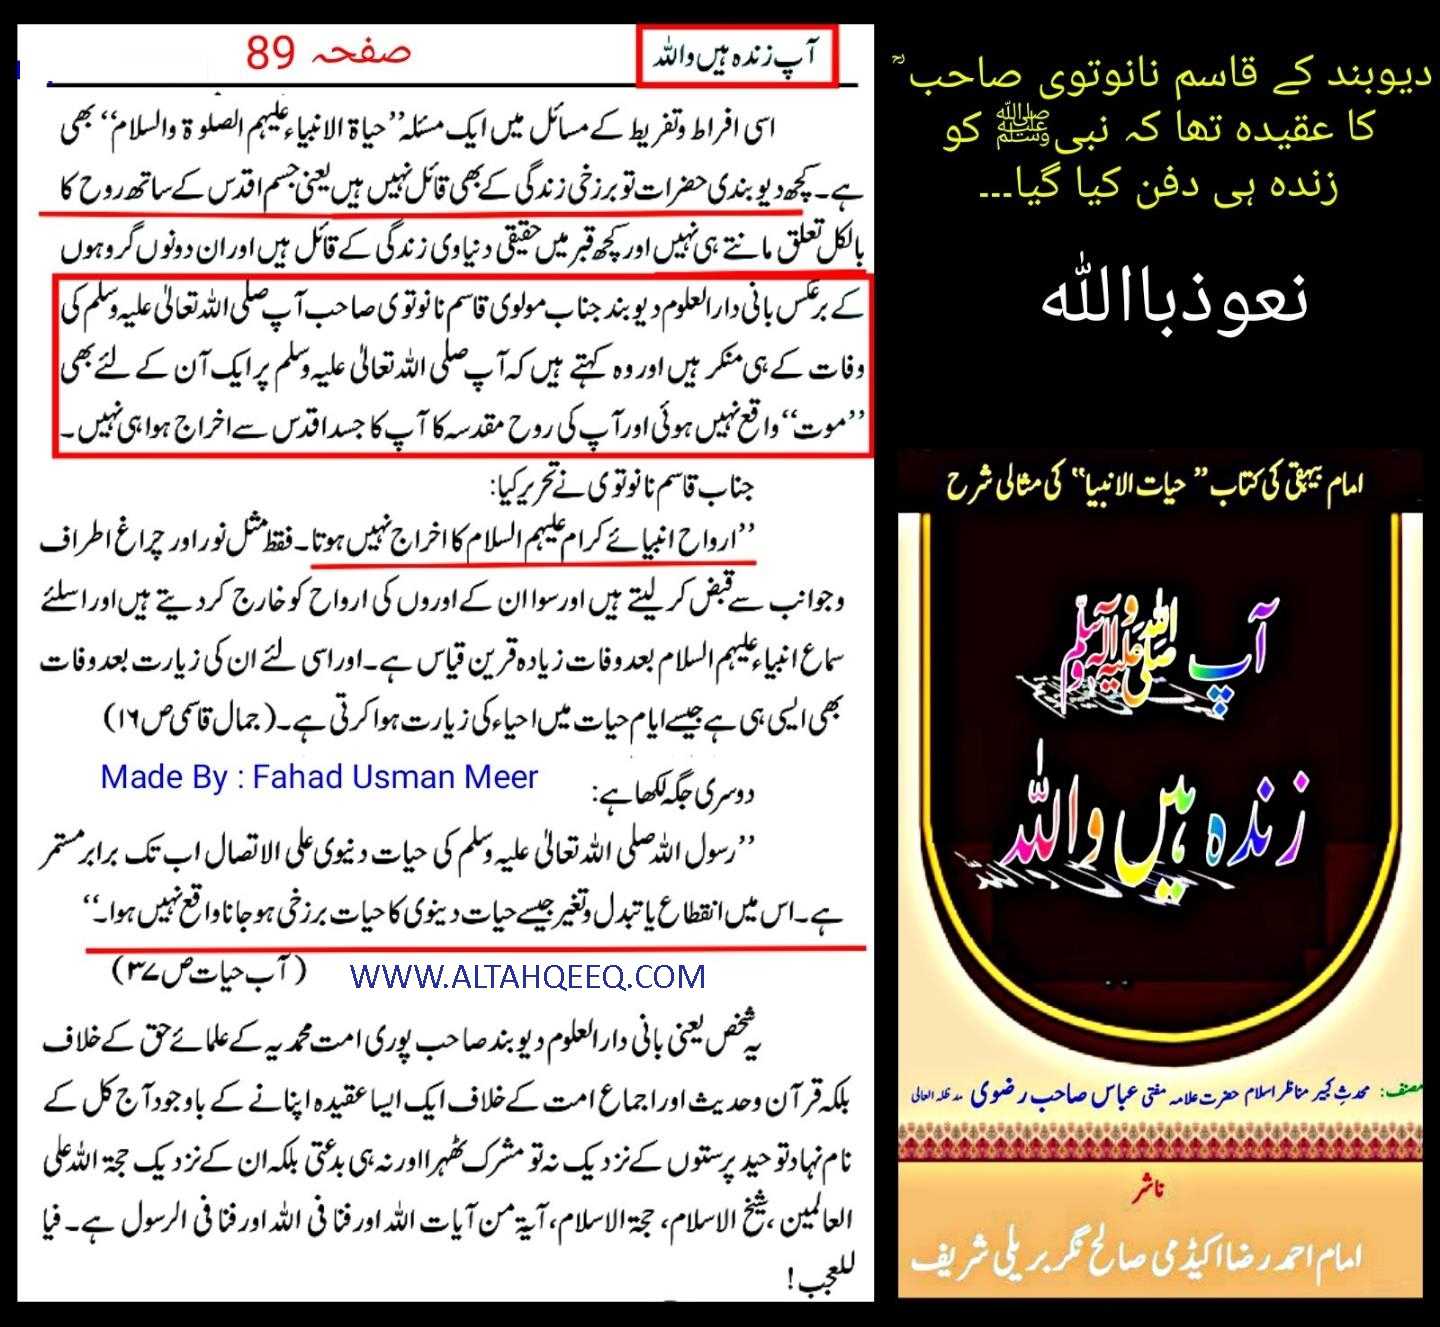 آپ زندہ ہیں واللہ
صفحہ 89
اسی افراط وتفریط کے مسائل میں ایک مسئلہ ’’حیاۃ الانبیاء علیہم الصلوۃ والسلام‘‘ بھی
ہے۔ کچھ دیوبندی حضرات تو برزخی زندگی کے بھی قائل نہیں ہیں یعنی جسم اقدس کے ساتھ روح کا
بالکل تعلق مانتے ہی نہیں اور کچھ قبر میں حقیقی دنیاوی زندگی کے قائل ہیں اور ان دونوں گروہوں
کے برعکس بانی دارالعلوم دیوبند جناب مولوی قاسم نانوتوی صاحب آپ صلی اللہ تعالیٰ علیہ وسلم کی
وفات کے ہی منکر ہیں اور وہ کہتے ہیں کہ آپ صلی اللہ تعالیٰ علیہ وسلم پر ایک آن کے لئے بھی
’’موت‘‘ واقع نہیں ہوئی اور آپ کی روح مقدسہ کا آپ کا جسد اقدس سے اخراج ہوا ہی نہیں۔
جناب قاسم نانوتوی نے تحریر کیا:
’’ارواح انبیائے کرام علیہم السلام کا اخراج نہیں ہوتا۔ فقط مثل نور اور چراغ اطراف
وجوانب سے قبض کر لیتے ہیں اور سوا ان کے اوروں کی ارواح کو خارج کر دیتے ہیں اور اسلئے
سماع انبیاء علیہم السلام بعد وفات زیادہ قرین قیاس ہے۔ اور اسی لئے ان کی زیارت بعد وفات
بھی ایسی ہی ہے جیسے ایام حیات میں احیاء کی زیارت ہوا کرتی ہے۔ (جمال قاسمی ص ۱۶)
Made By : Fahad Usman Meer
دوسری جگہ لکھا ہے:
’’رسول اللہ صلی اللہ تعالیٰ علیہ وسلم کی حیات دنیوی علی الاتصال اب تک برابر مستمر
ہے۔ اس میں انقطاع یا تبدل وتغیر جیسے حیات دینوی کا حیات برزخی ہو جانا واقع نہیں ہوا۔‘‘
(آب حیات ص ۳۷)
WWW.ALTAHQEEQ.COM
یہ شخص یعنی بانی دارالعلوم دیوبند صاحب پوری امت محمدیہ کے علمائے حق کے خلاف
بلکہ قرآن وحدیث اور اجماع امت کے خلاف ایک ایسا عقیدہ اپنانے کے باوجود آج کل کے
نام نہاد توحید پرستوں کے نزدیک نہ تو مشرک ٹھہرا اور نہ ہی بدعتی بلکہ ان کے نزدیک حجۃ اللہ علی
العالمین، شیخ الاسلام، حجۃ الاسلام، آیۃ من آیات اللہ اور فنا فی اللہ اور فنا فی الرسول ہے۔ فیا
للعجب!
دیوبند کے قاسم نانوتوی صاحبؒ
کا عقیدہ تھا کہ نبیﷺ کو
زندہ ہی دفن کیا گیا۔۔۔
نعوذباالله
امام بیہقی کی کتاب ’’حیات الانبیا‘‘ کی مثالی شرح
آپ صلی اللہ علیہ وآلہ وسلم
زندہ ہیں واللہ
مصنف: محدث کبیر مناظر اسلام حضرت علامہ مفتی عباس صاحب رضوی مدظلہ العالی
ناشر
امام احمد رضا اکیڈمی صالح نگر بریلی شریف